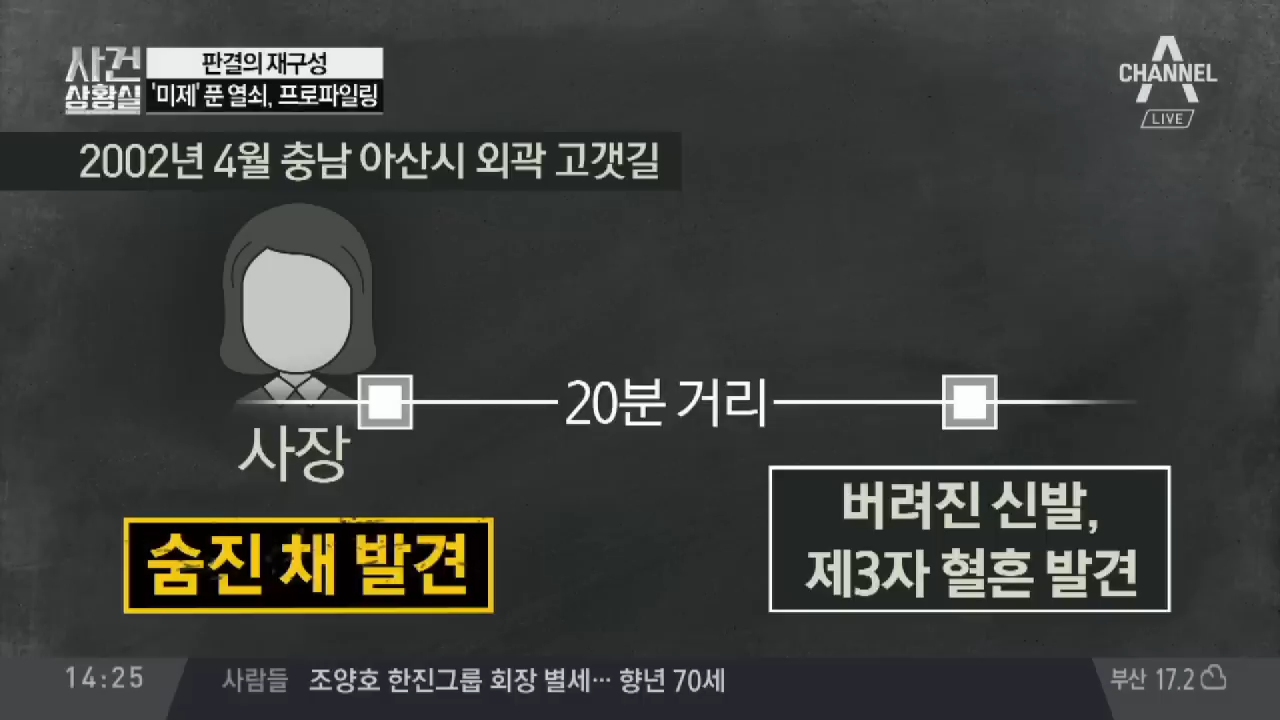 사건
상황실
판결의 재구성
'미제' 푼 열쇠, 프로파일링
CHANNEL
LIVE
2002년 4월 충남 아산시 외곽 고갯길
20분 거리
사장
숨진 채 발견
버려진 신발,
제3자 혈흔 발견
14:25 사람들 조양호 한진그룹 회장 별세… 향년 70세 부산 17.2